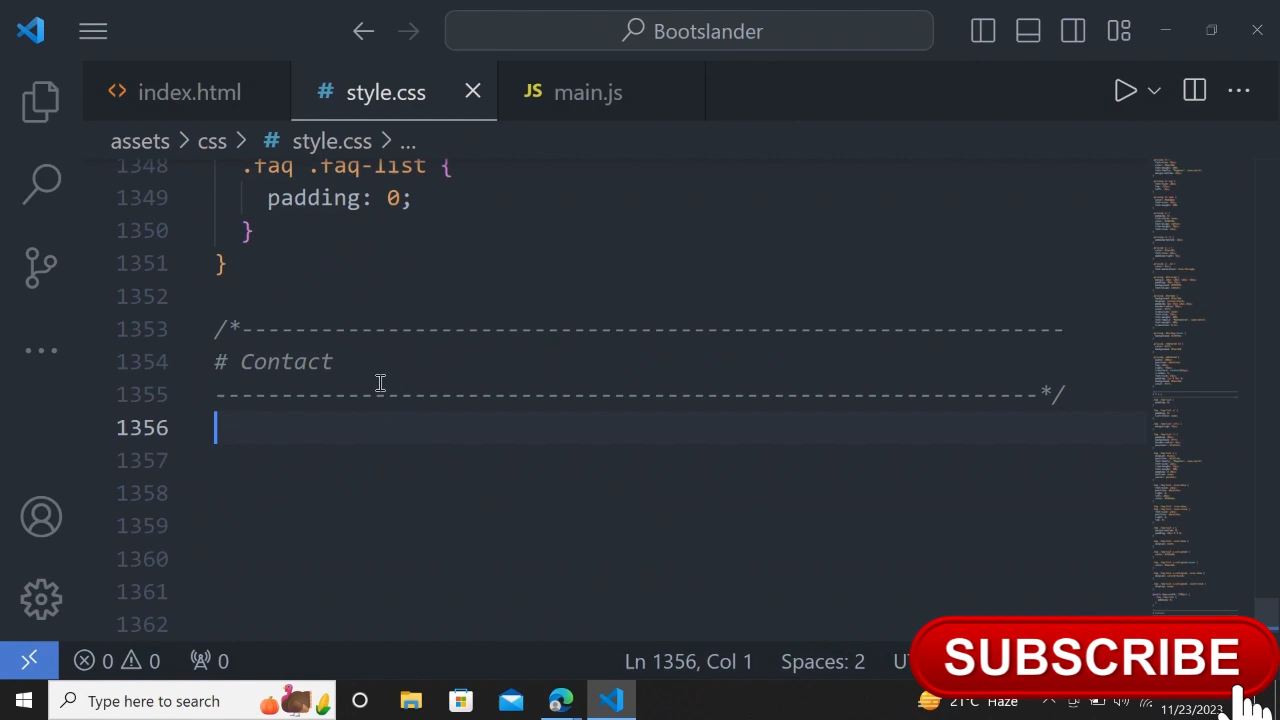 Bootslander
index.html
style.css
JS main.js
assets > css > # style.css > ...
1348 .faq .faq-list {
1349 padding: 0;
1350 }
1351 }
1352
1353 /*--------------------------------------------------------------
1354 # Contact
1355 --------------------------------------------------------------*/
1356
1357
1358
1359
1360
1361
1362
0 0 0
Ln 1356, Col 1
Spaces: 2
SUBSCRIBE
Type here to search
21°C Haze
11/23/2023